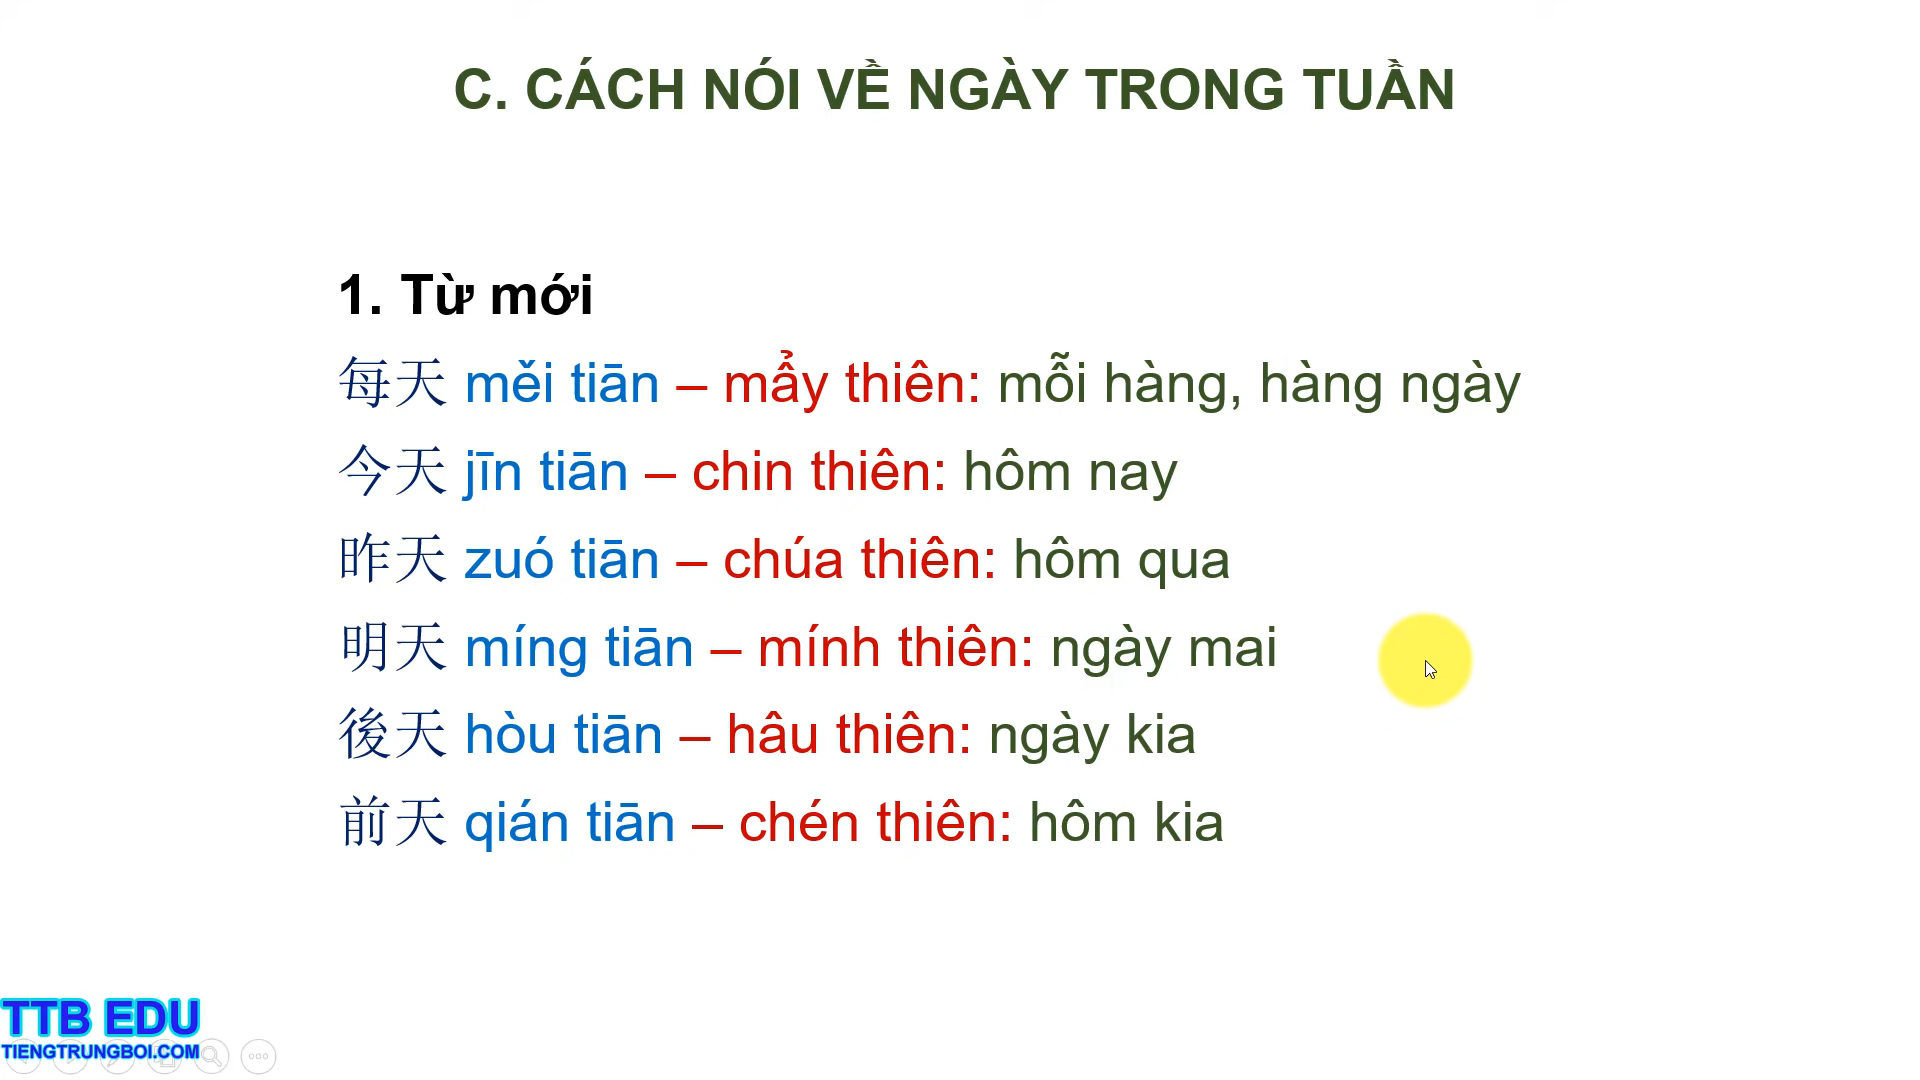 C. CÁCH NÓI VỀ NGÀY TRONG TUẦN
1. Từ mới
每天 měi tiān – mẩy thiên: mỗi hàng, hàng ngày
今天 jīn tiān – chin thiên: hôm nay
昨天 zuó tiān – chúa thiên: hôm qua
明天 míng tiān – mính thiên: ngày mai
後天 hòu tiān – hâu thiên: ngày kia
前天 qián tiān – chén thiên: hôm kia
TTB EDU
TIENGTRUNGBOI.COM